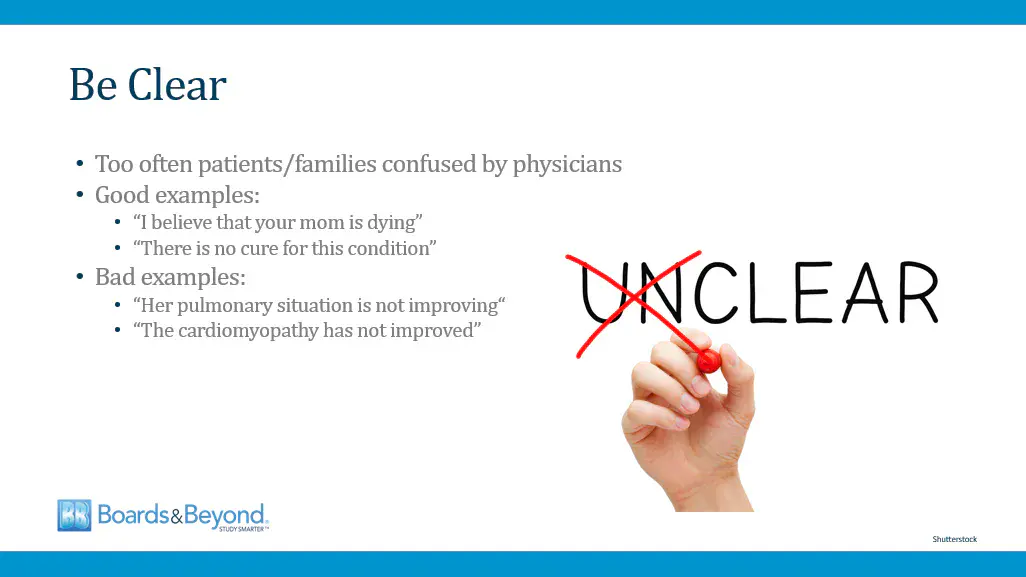 Be Clear
• Too often patients/families confused by physicians
• Good examples:
• “I believe that your mom is dying”
• “There is no cure for this condition”
• Bad examples:
• “Her pulmonary situation is not improving“
• “The cardiomyopathy has not improved”
UNCLEAR
BB Boards&Beyond®
STUDY SMARTER™
Shutterstock